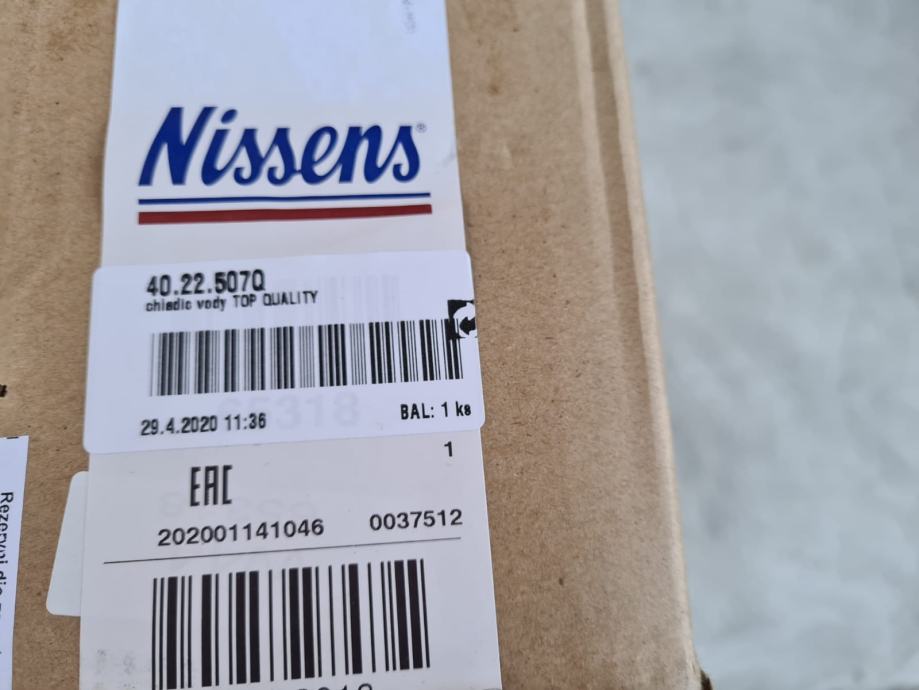 Nissens®
40.22.507Q
chladic vody TOP QUALITY
29.4.2020 11:36
BAL: 1 ks
1
EAC
202001141046
0037512